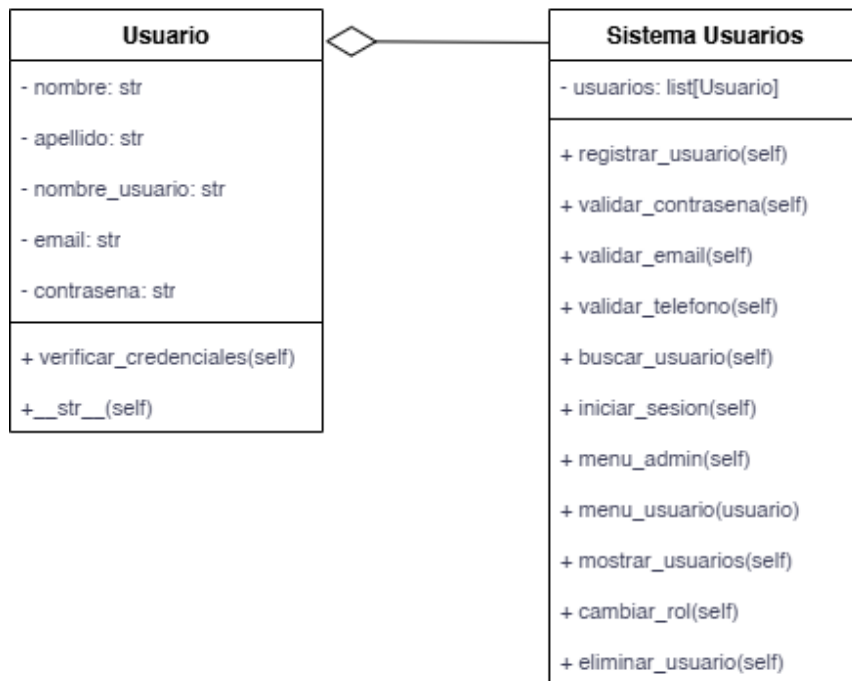 Usuario
- nombre: str
- apellido: str
- nombre_usuario: str
- email: str
- contrasena: str
+ verificar_credenciales(self)
+__str__(self)
Sistema Usuarios
- usuarios: list[Usuario]
+ registrar_usuario(self)
+ validar_contrasena(self)
+ validar_email(self)
+ validar_telefono(self)
+ buscar_usuario(self)
+ iniciar_sesion(self)
+ menu_admin(self)
+ menu_usuario(usuario)
+ mostrar_usuarios(self)
+ cambiar_rol(self)
+ eliminar_usuario(self)